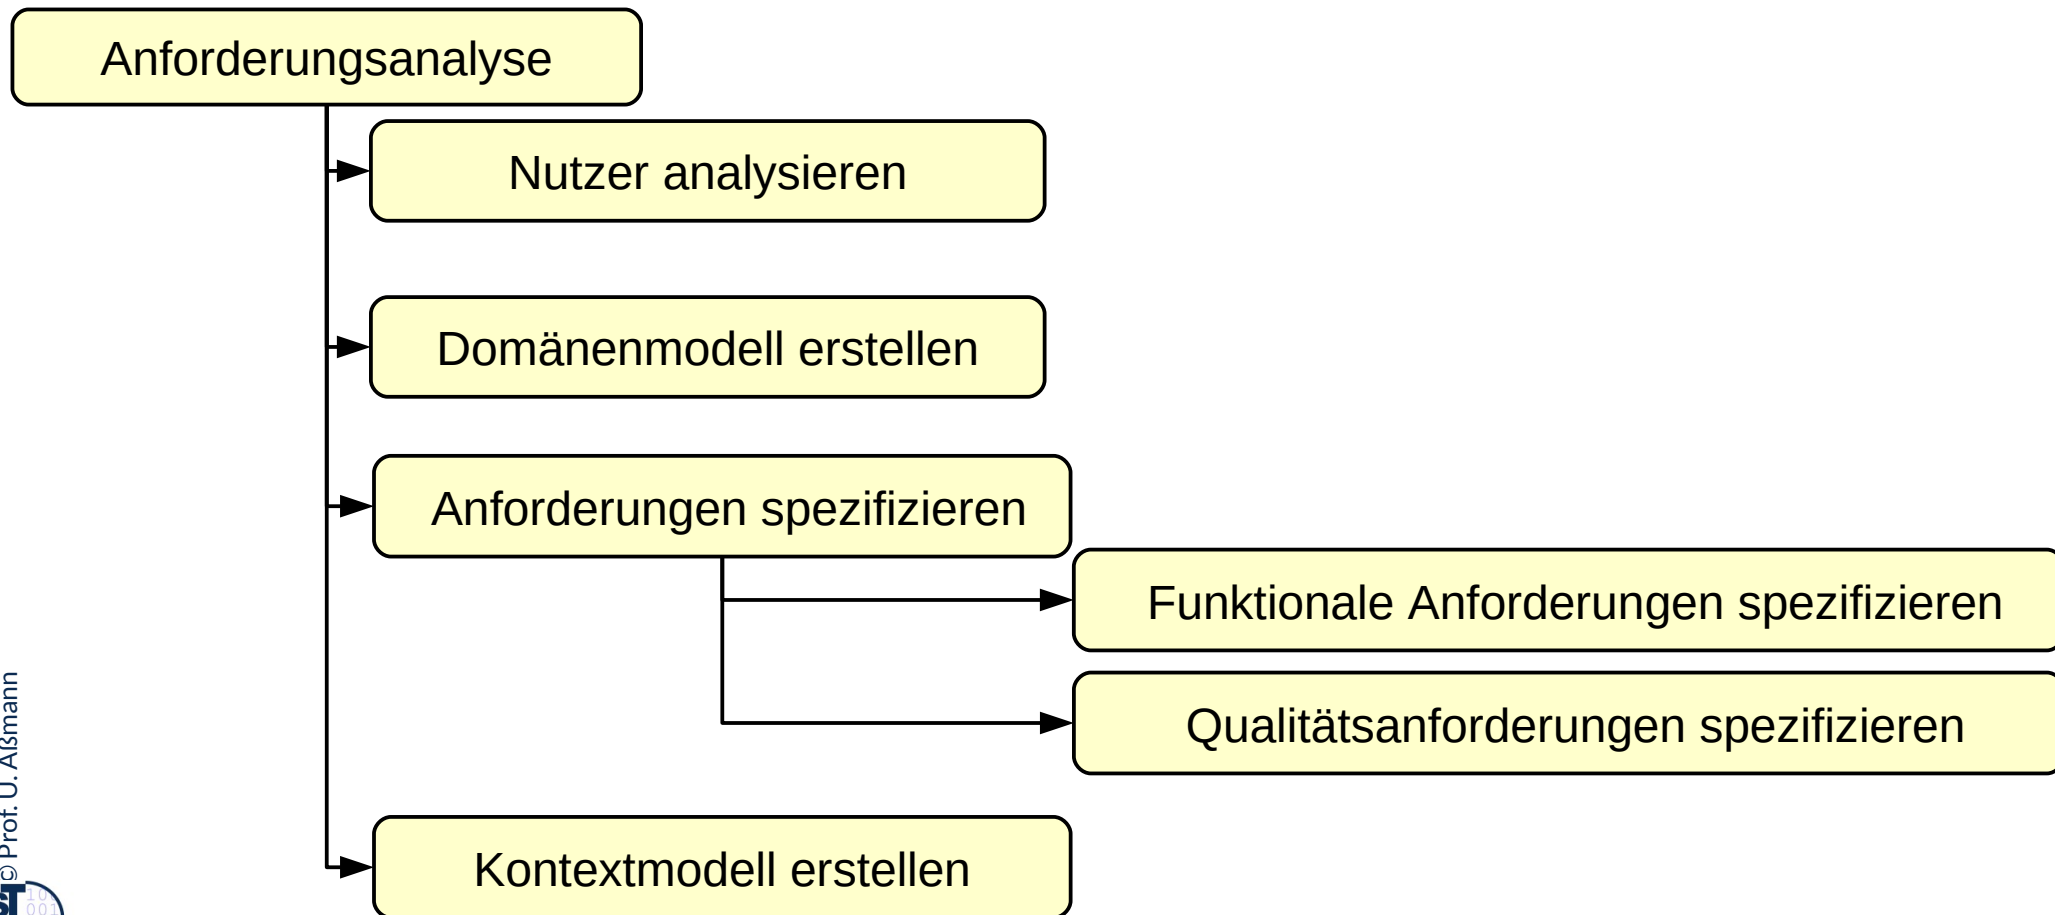 Anforderungsanalyse
Nutzer analysieren
Domänenmodell erstellen
Anforderungen spezifizieren
Funktionale Anforderungen spezifizieren
Qualitätsanforderungen spezifizieren
Kontextmodell erstellen
© Prof. U. Aßmann